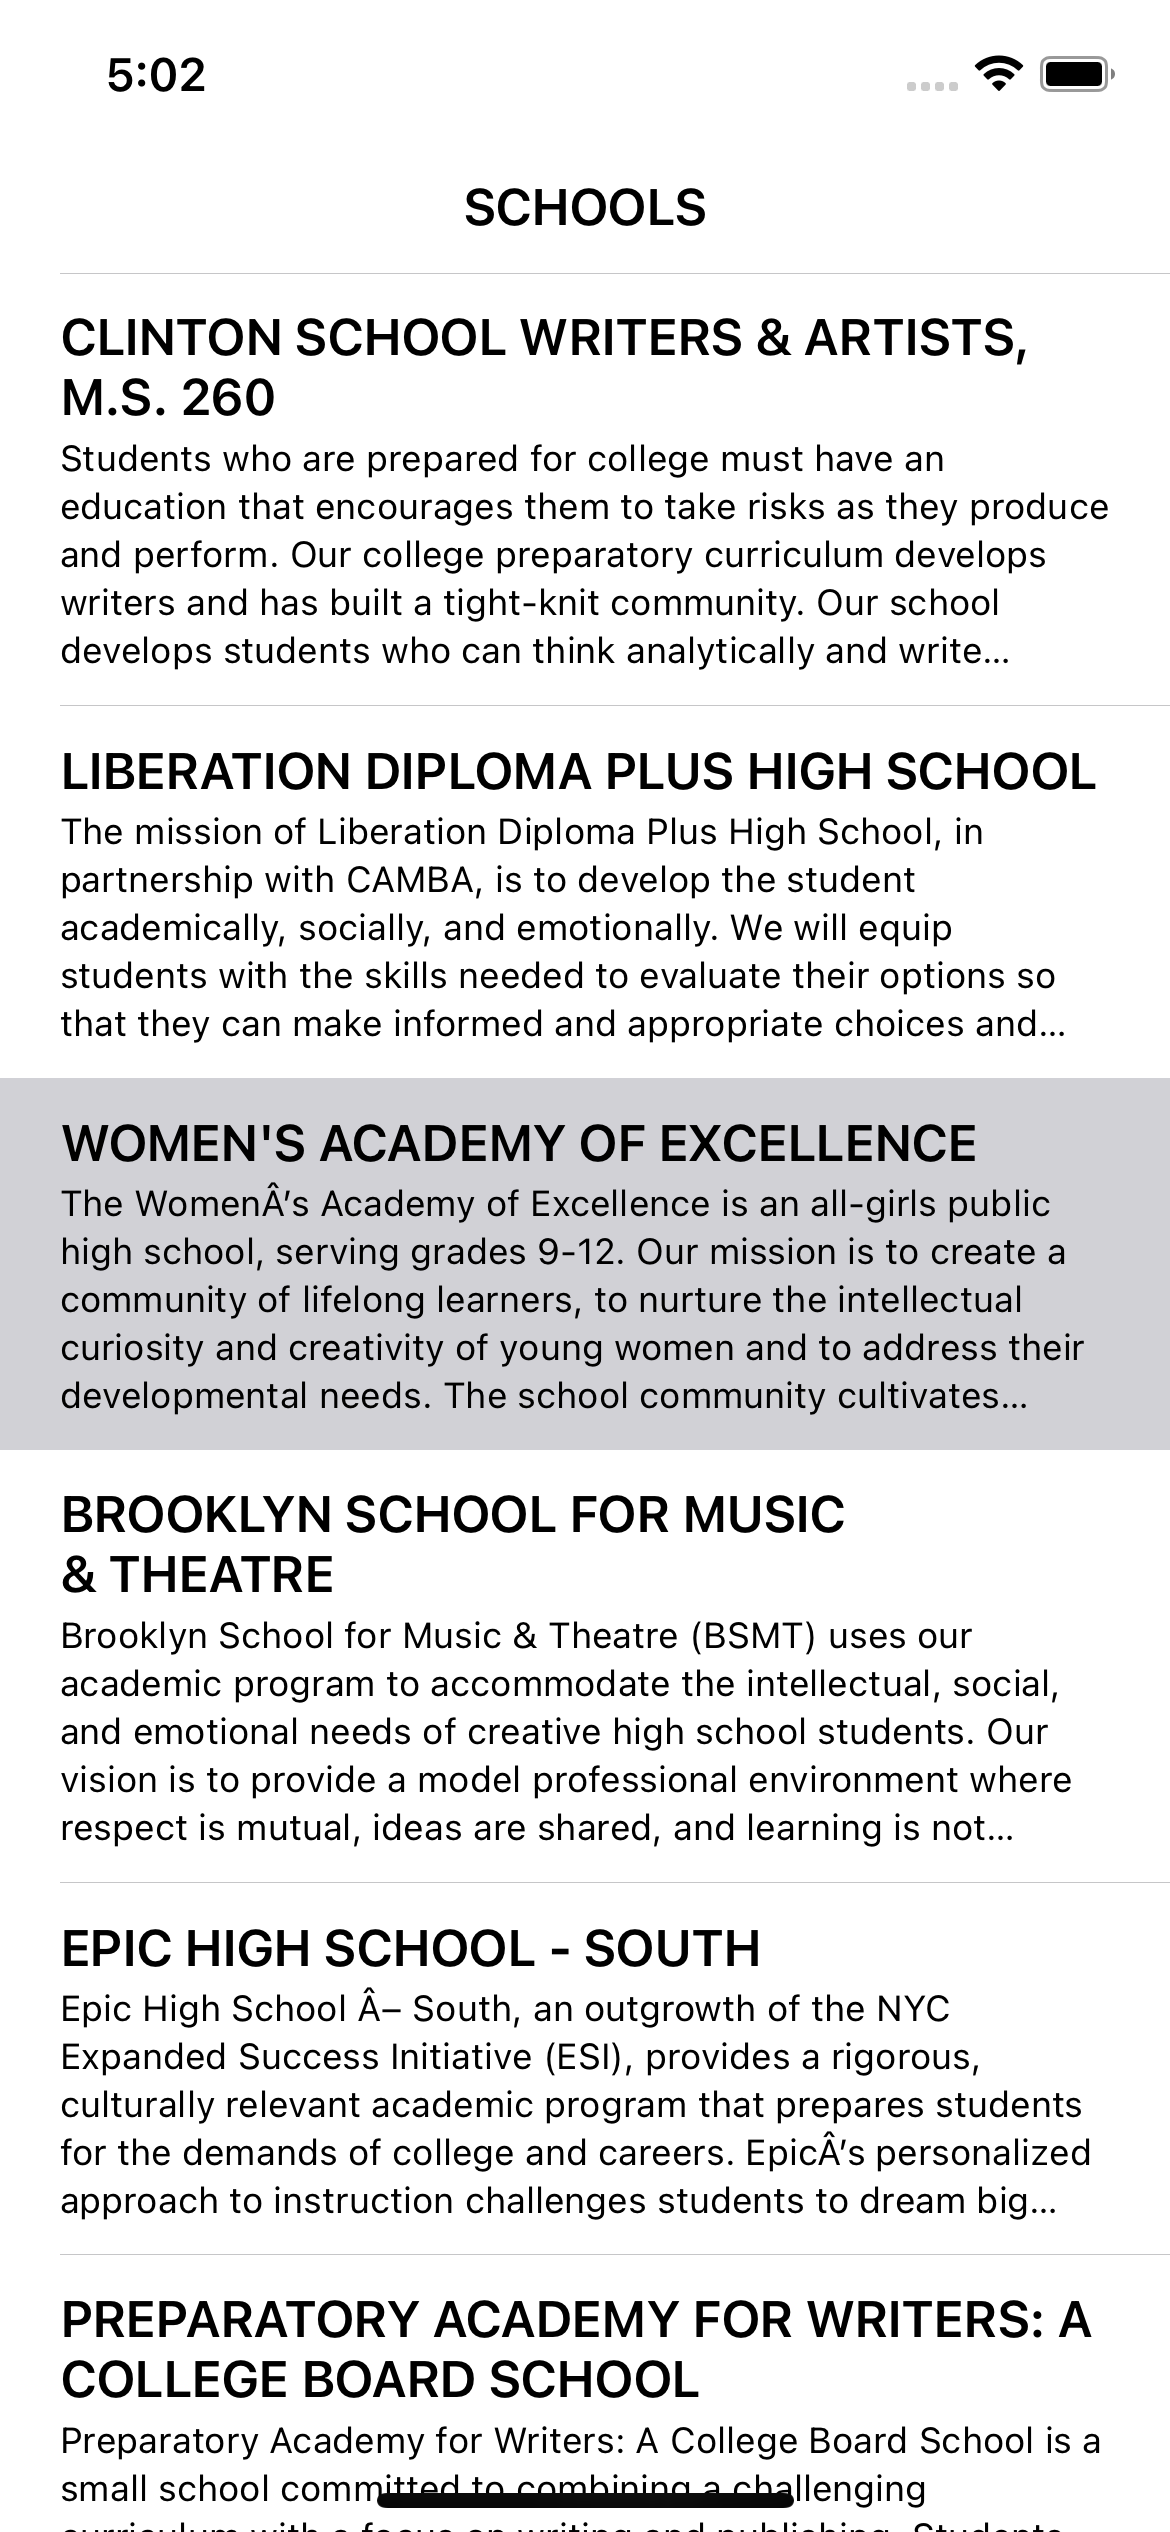 5:02
SCHOOLS
CLINTON SCHOOL WRITERS & ARTISTS,
M.S. 260
Students who are prepared for college must have an
education that encourages them to take risks as they produce
and perform. Our college preparatory curriculum develops
writers and has built a tight-knit community. Our school
develops students who can think analytically and write...
LIBERATION DIPLOMA PLUS HIGH SCHOOL
The mission of Liberation Diploma Plus High School, in
partnership with CAMBA, is to develop the student
academically, socially, and emotionally. We will equip
students with the skills needed to evaluate their options so
that they can make informed and appropriate choices and...
WOMEN'S ACADEMY OF EXCELLENCE
The WomenÂ’s Academy of Excellence is an all-girls public
high school, serving grades 9-12. Our mission is to create a
community of lifelong learners, to nurture the intellectual
curiosity and creativity of young women and to address their
developmental needs. The school community cultivates...
BROOKLYN SCHOOL FOR MUSIC
& THEATRE
Brooklyn School for Music & Theatre (BSMT) uses our
academic program to accommodate the intellectual, social,
and emotional needs of creative high school students. Our
vision is to provide a model professional environment where
respect is mutual, ideas are shared, and learning is not...
EPIC HIGH SCHOOL - SOUTH
Epic High School Â– South, an outgrowth of the NYC
Expanded Success Initiative (ESI), provides a rigorous,
culturally relevant academic program that prepares students
for the demands of college and careers. EpicÂ’s personalized
approach to instruction challenges students to dream big...
PREPARATORY ACADEMY FOR WRITERS: A
COLLEGE BOARD SCHOOL
Preparatory Academy for Writers: A College Board School is a
small school committed to combining a challenging
curriculum with a focus on writing and publishing. Students